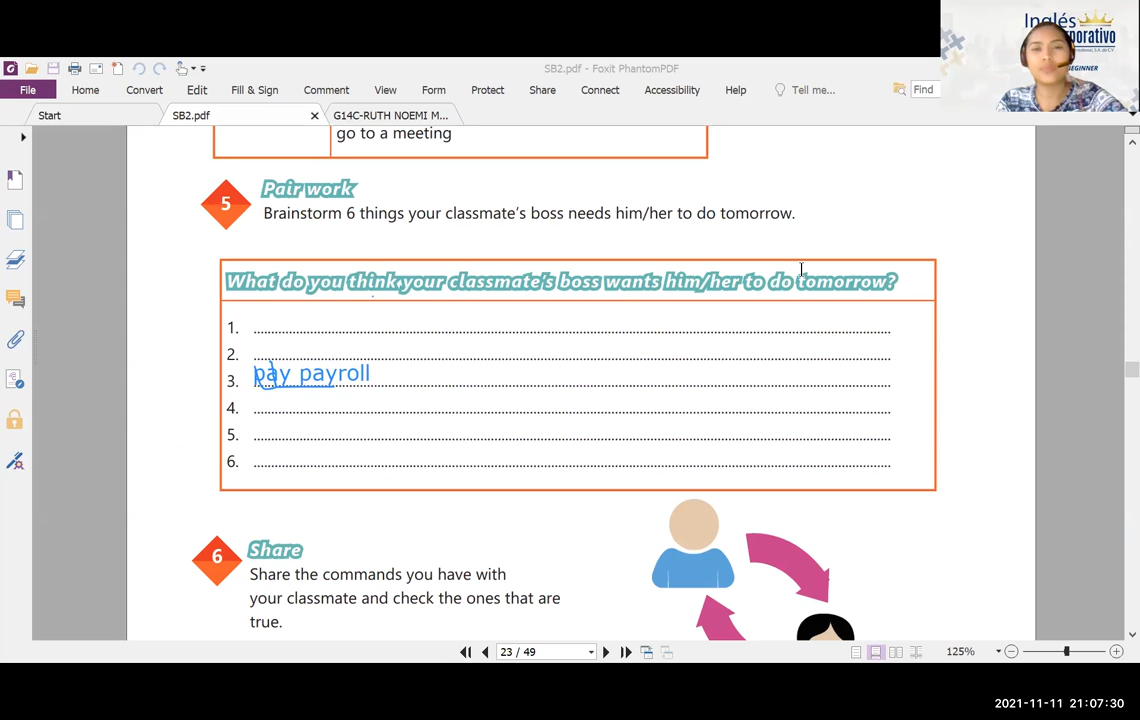 Inglés
orporativo
BEGINNER
SB2.pdf - Foxit PhantomPDF
File Home Convert Edit Fill & Sign Comment View Form Protect Share Connect Accessibility Help Tell me... Find
Start SB2.pdf G14C-RUTH NOEMI M...
go to a meeting
5 Pair work
Brainstorm 6 things your classmate's boss needs him/her to do tomorrow.
What do you think your classmate's boss wants him/her to do tomorrow?
1.
2.
3. pay payroll
4.
5.
6.
6 Share
Share the commands you have with
your classmate and check the ones that are
true.
23 / 49 125%
2021-11-11 21:07:30